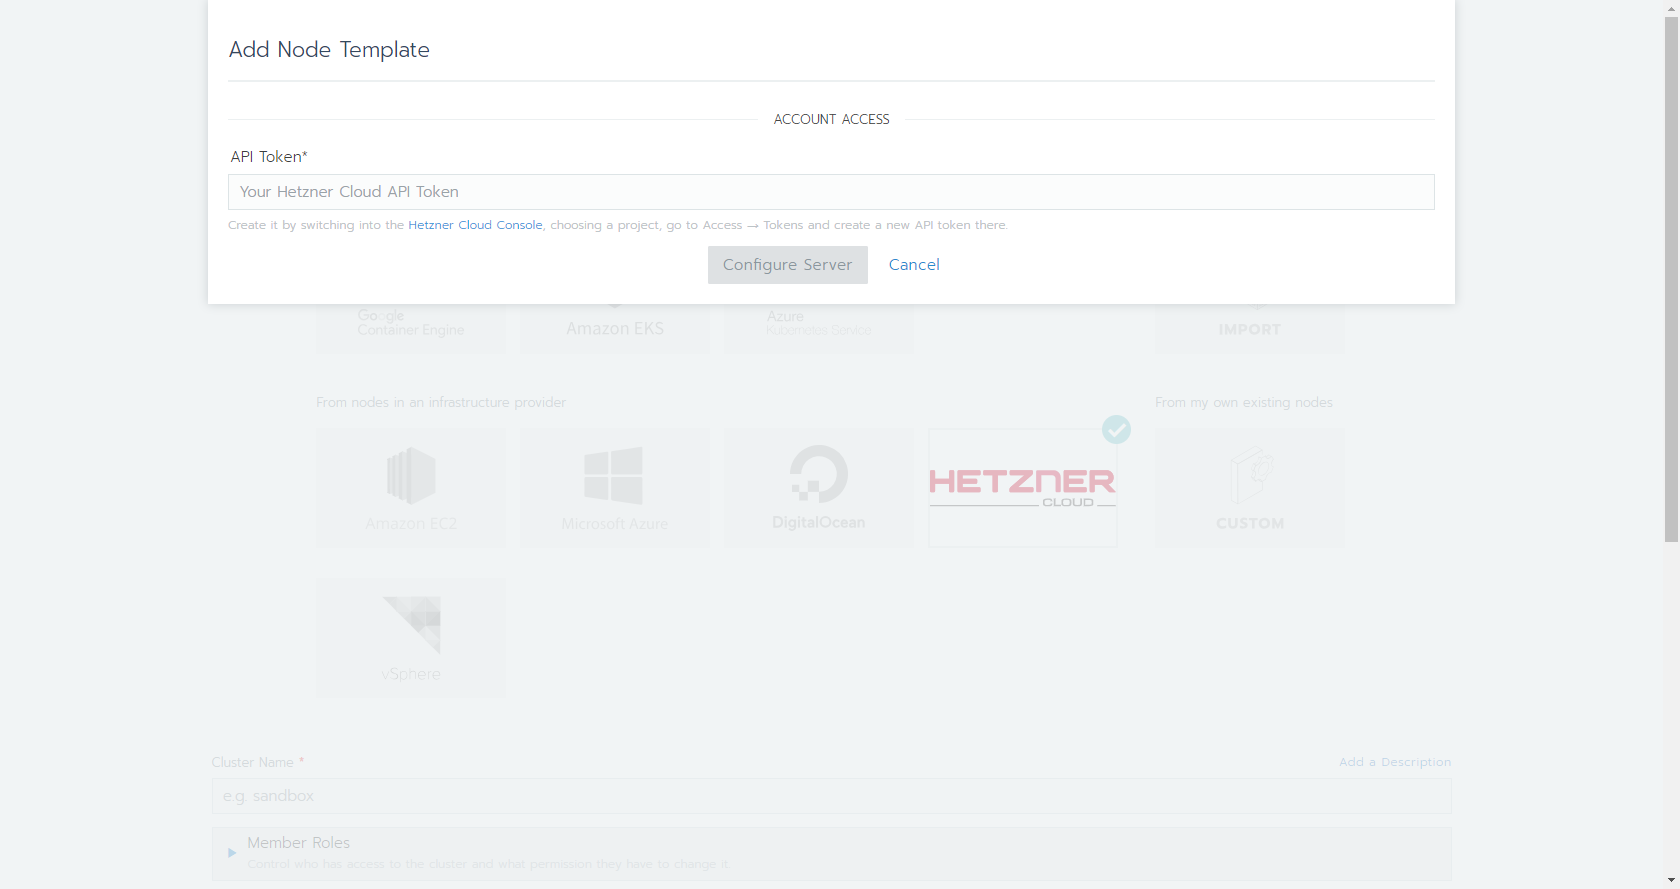 Add Node Template
ACCOUNT ACCESS
API Token*
Your Hetzner Cloud API Token
Create it by switching into the Hetzner Cloud Console, choosing a project, go to Access → Tokens and create a new API token there.
Configure Server Cancel
Google
Container Engine
Amazon EKS
Azure
Kubernetes Service
IMPORT
From nodes in an infrastructure provider
From my own existing nodes
Amazon EC2
Microsoft Azure
DigitalOcean
HETZNER
CLOUD
CUSTOM
vSphere
Cluster Name *
Add a Description
e.g. sandbox
Member Roles
Control who has access to the cluster and what permission they have to change it.